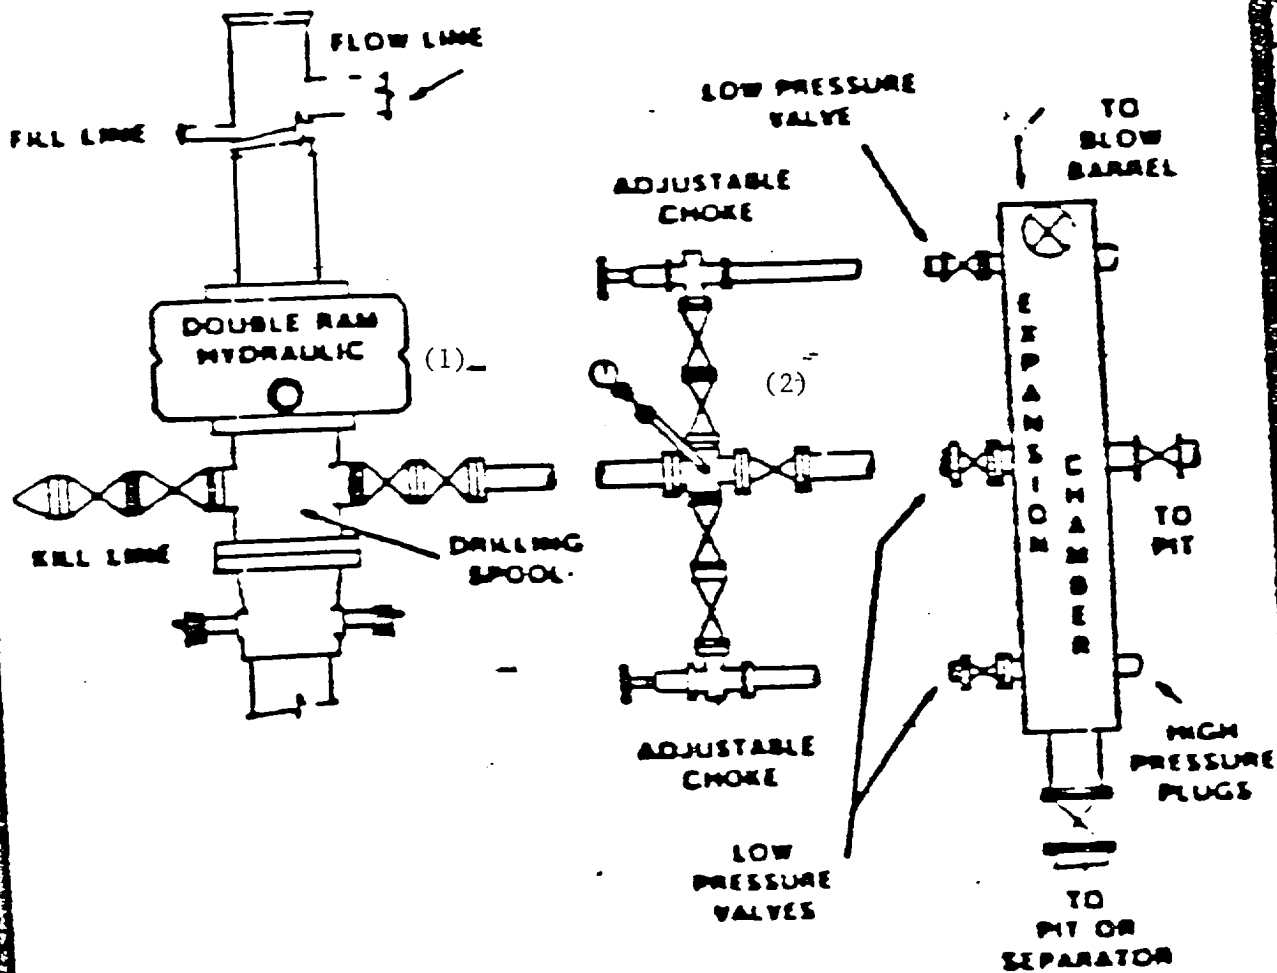 FLOW LINE
FILL LINE
DOUBLE RAM
HYDRAULIC
(1)
KILL LINE
DRILLING
SPOOL
LOW PRESSURE
VALVE
ADJUSTABLE
CHOKE
(2)
ADJUSTABLE
CHOKE
TO
BLOW
BARREL
EXPANSION
CHAMBER
TO
PIT
HIGH
PRESSURE
PLUGS
LOW
PRESSURE
VALVES
TO
PIT OR
SEPARATOR